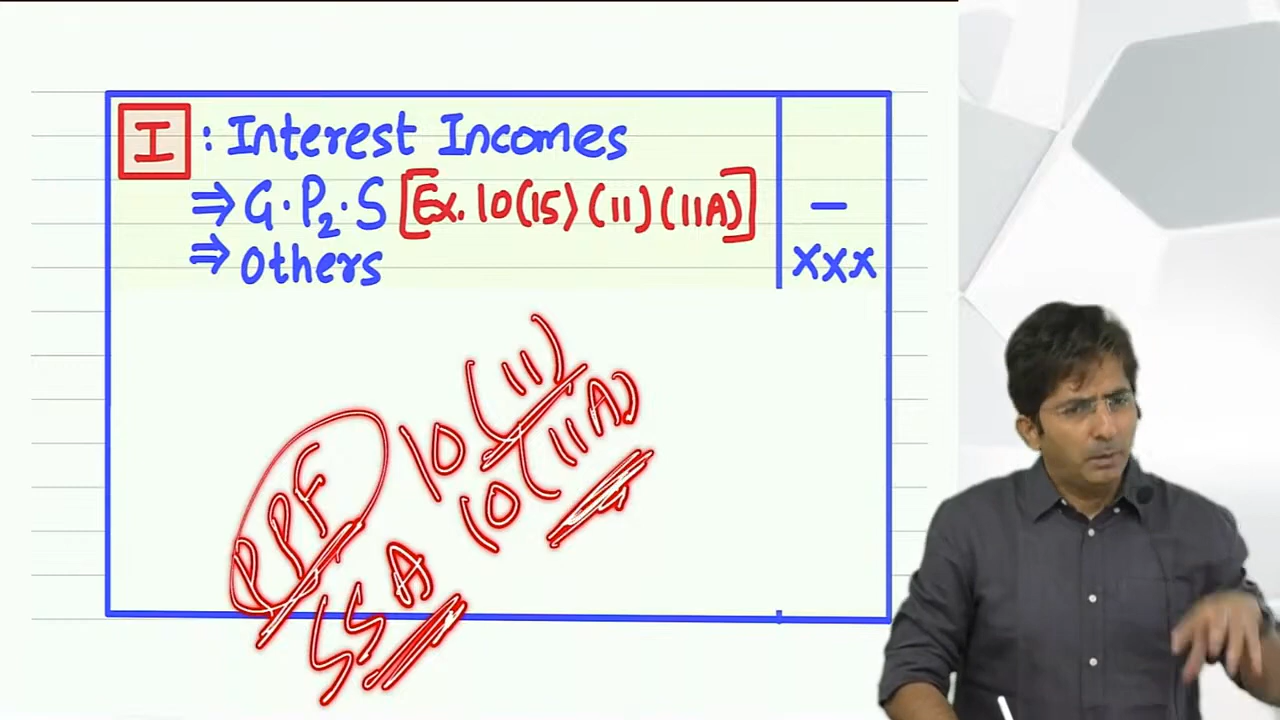 I : Interest Incomes
⇒ G.P₂.S [Ex. 10(15) (11) (11A)] –
⇒ Others xxx
PPF 10(11)
SSA 10(11A)